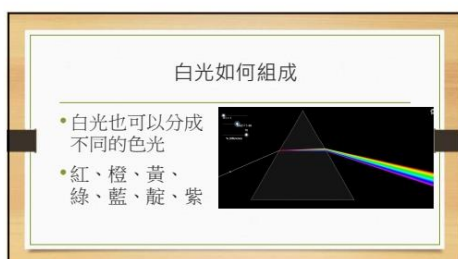 白光如何組成
•白光也可以分成
不同的色光
•紅、橙、黃、
綠、藍、靛、紫